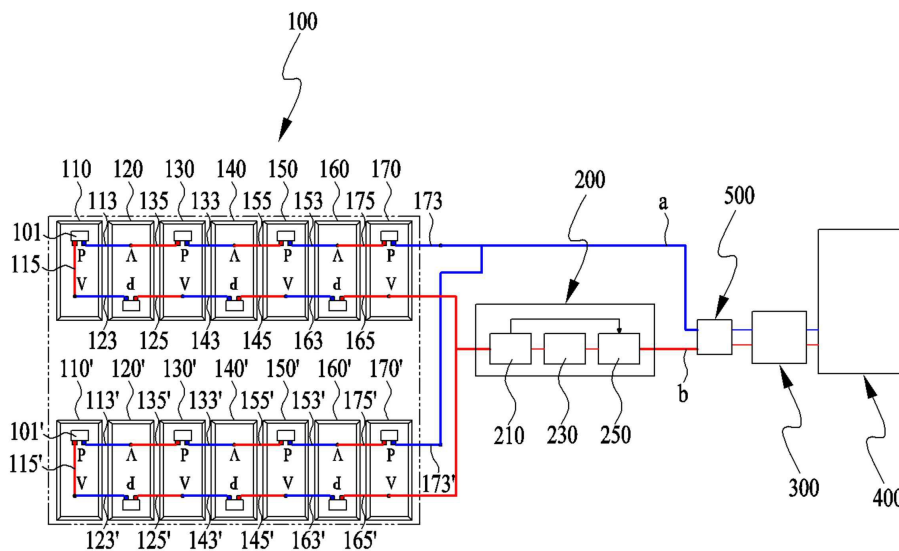 100
110 120 130 140 150 160 170
113 135 133 155 153 175 173
200
a
500
101
P V P V P V P
115
V P V P V P V
123 125 143 145 163 165
210 230 250
b
300
400
110' 120' 130' 140' 150' 160' 170'
113' 135' 133' 155' 153' 175'
101'
P V P V P V P
115'
V P V P V P V
173'
123' 125' 143' 145' 163' 165'